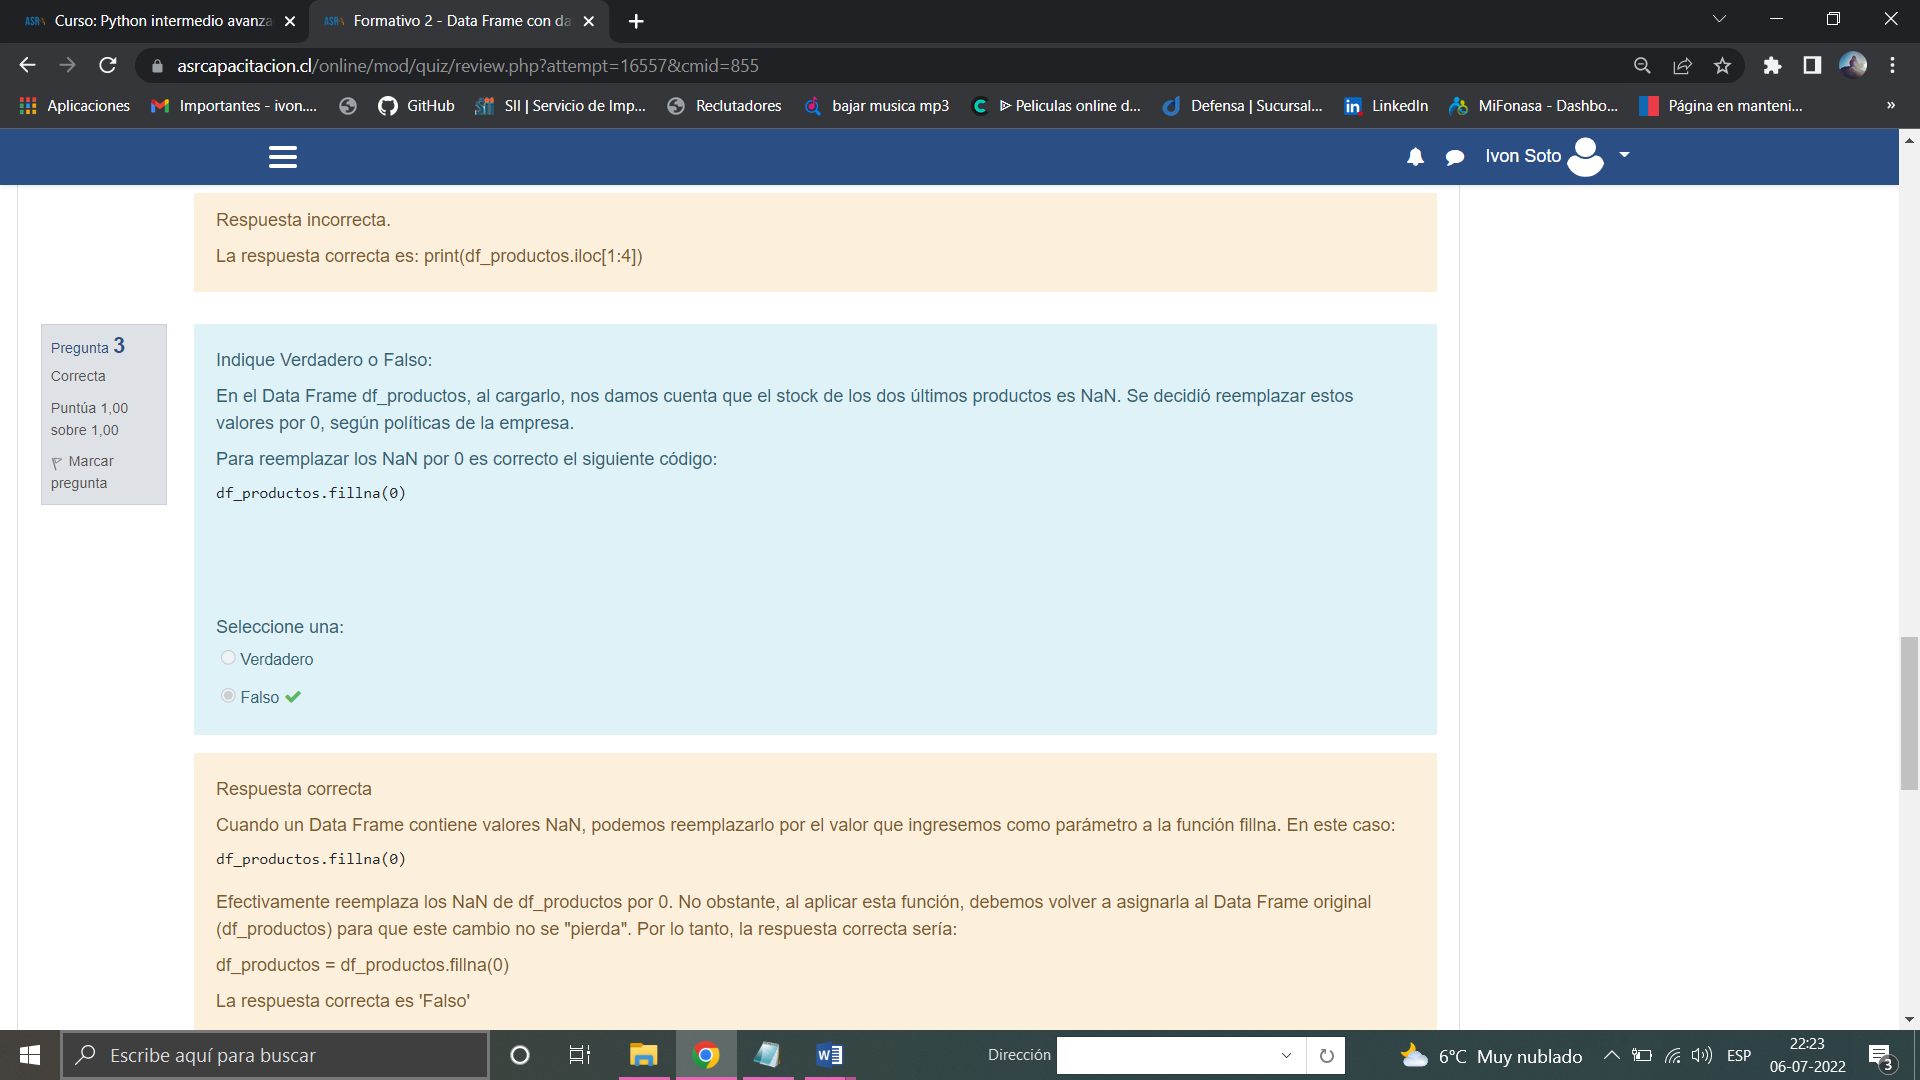 Curso: Python intermedio avanza
Formativo 2 - Data Frame con da
asrcapacitacion.cl/online/mod/quiz/review.php?attempt=16557&cmid=855
Aplicaciones
Importantes - ivon....
GitHub
SII | Servicio de Imp...
Reclutadores
bajar musica mp3
ᐅ Peliculas online d...
Defensa | Sucursal...
LinkedIn
MiFonasa - Dashbo...
Página en manteni...
»
Ivon Soto
Respuesta incorrecta.
La respuesta correcta es: print(df_productos.iloc[1:4])
Pregunta 3
Correcta
Puntúa 1,00
sobre 1,00
Marcar
pregunta
Indique Verdadero o Falso:
En el Data Frame df_productos, al cargarlo, nos damos cuenta que el stock de los dos últimos productos es NaN. Se decidió reemplazar estos
valores por 0, según políticas de la empresa.
Para reemplazar los NaN por 0 es correcto el siguiente código:
df_productos.fillna(0)
Seleccione una:
Verdadero
Falso
Respuesta correcta
Cuando un Data Frame contiene valores NaN, podemos reemplazarlo por el valor que ingresemos como parámetro a la función fillna. En este caso:
df_productos.fillna(0)
Efectivamente reemplaza los NaN de df_productos por 0. No obstante, al aplicar esta función, debemos volver a asignarla al Data Frame original
(df_productos) para que este cambio no se "pierda". Por lo tanto, la respuesta correcta sería:
df_productos = df_productos.fillna(0)
La respuesta correcta es 'Falso'
Escribe aquí para buscar
Dirección
6°C Muy nublado
ESP
22:23
06-07-2022
3